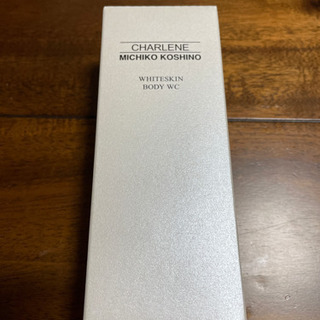 CHARLENE
MICHIKO KOSHINO
WHITESKIN
BODY WC